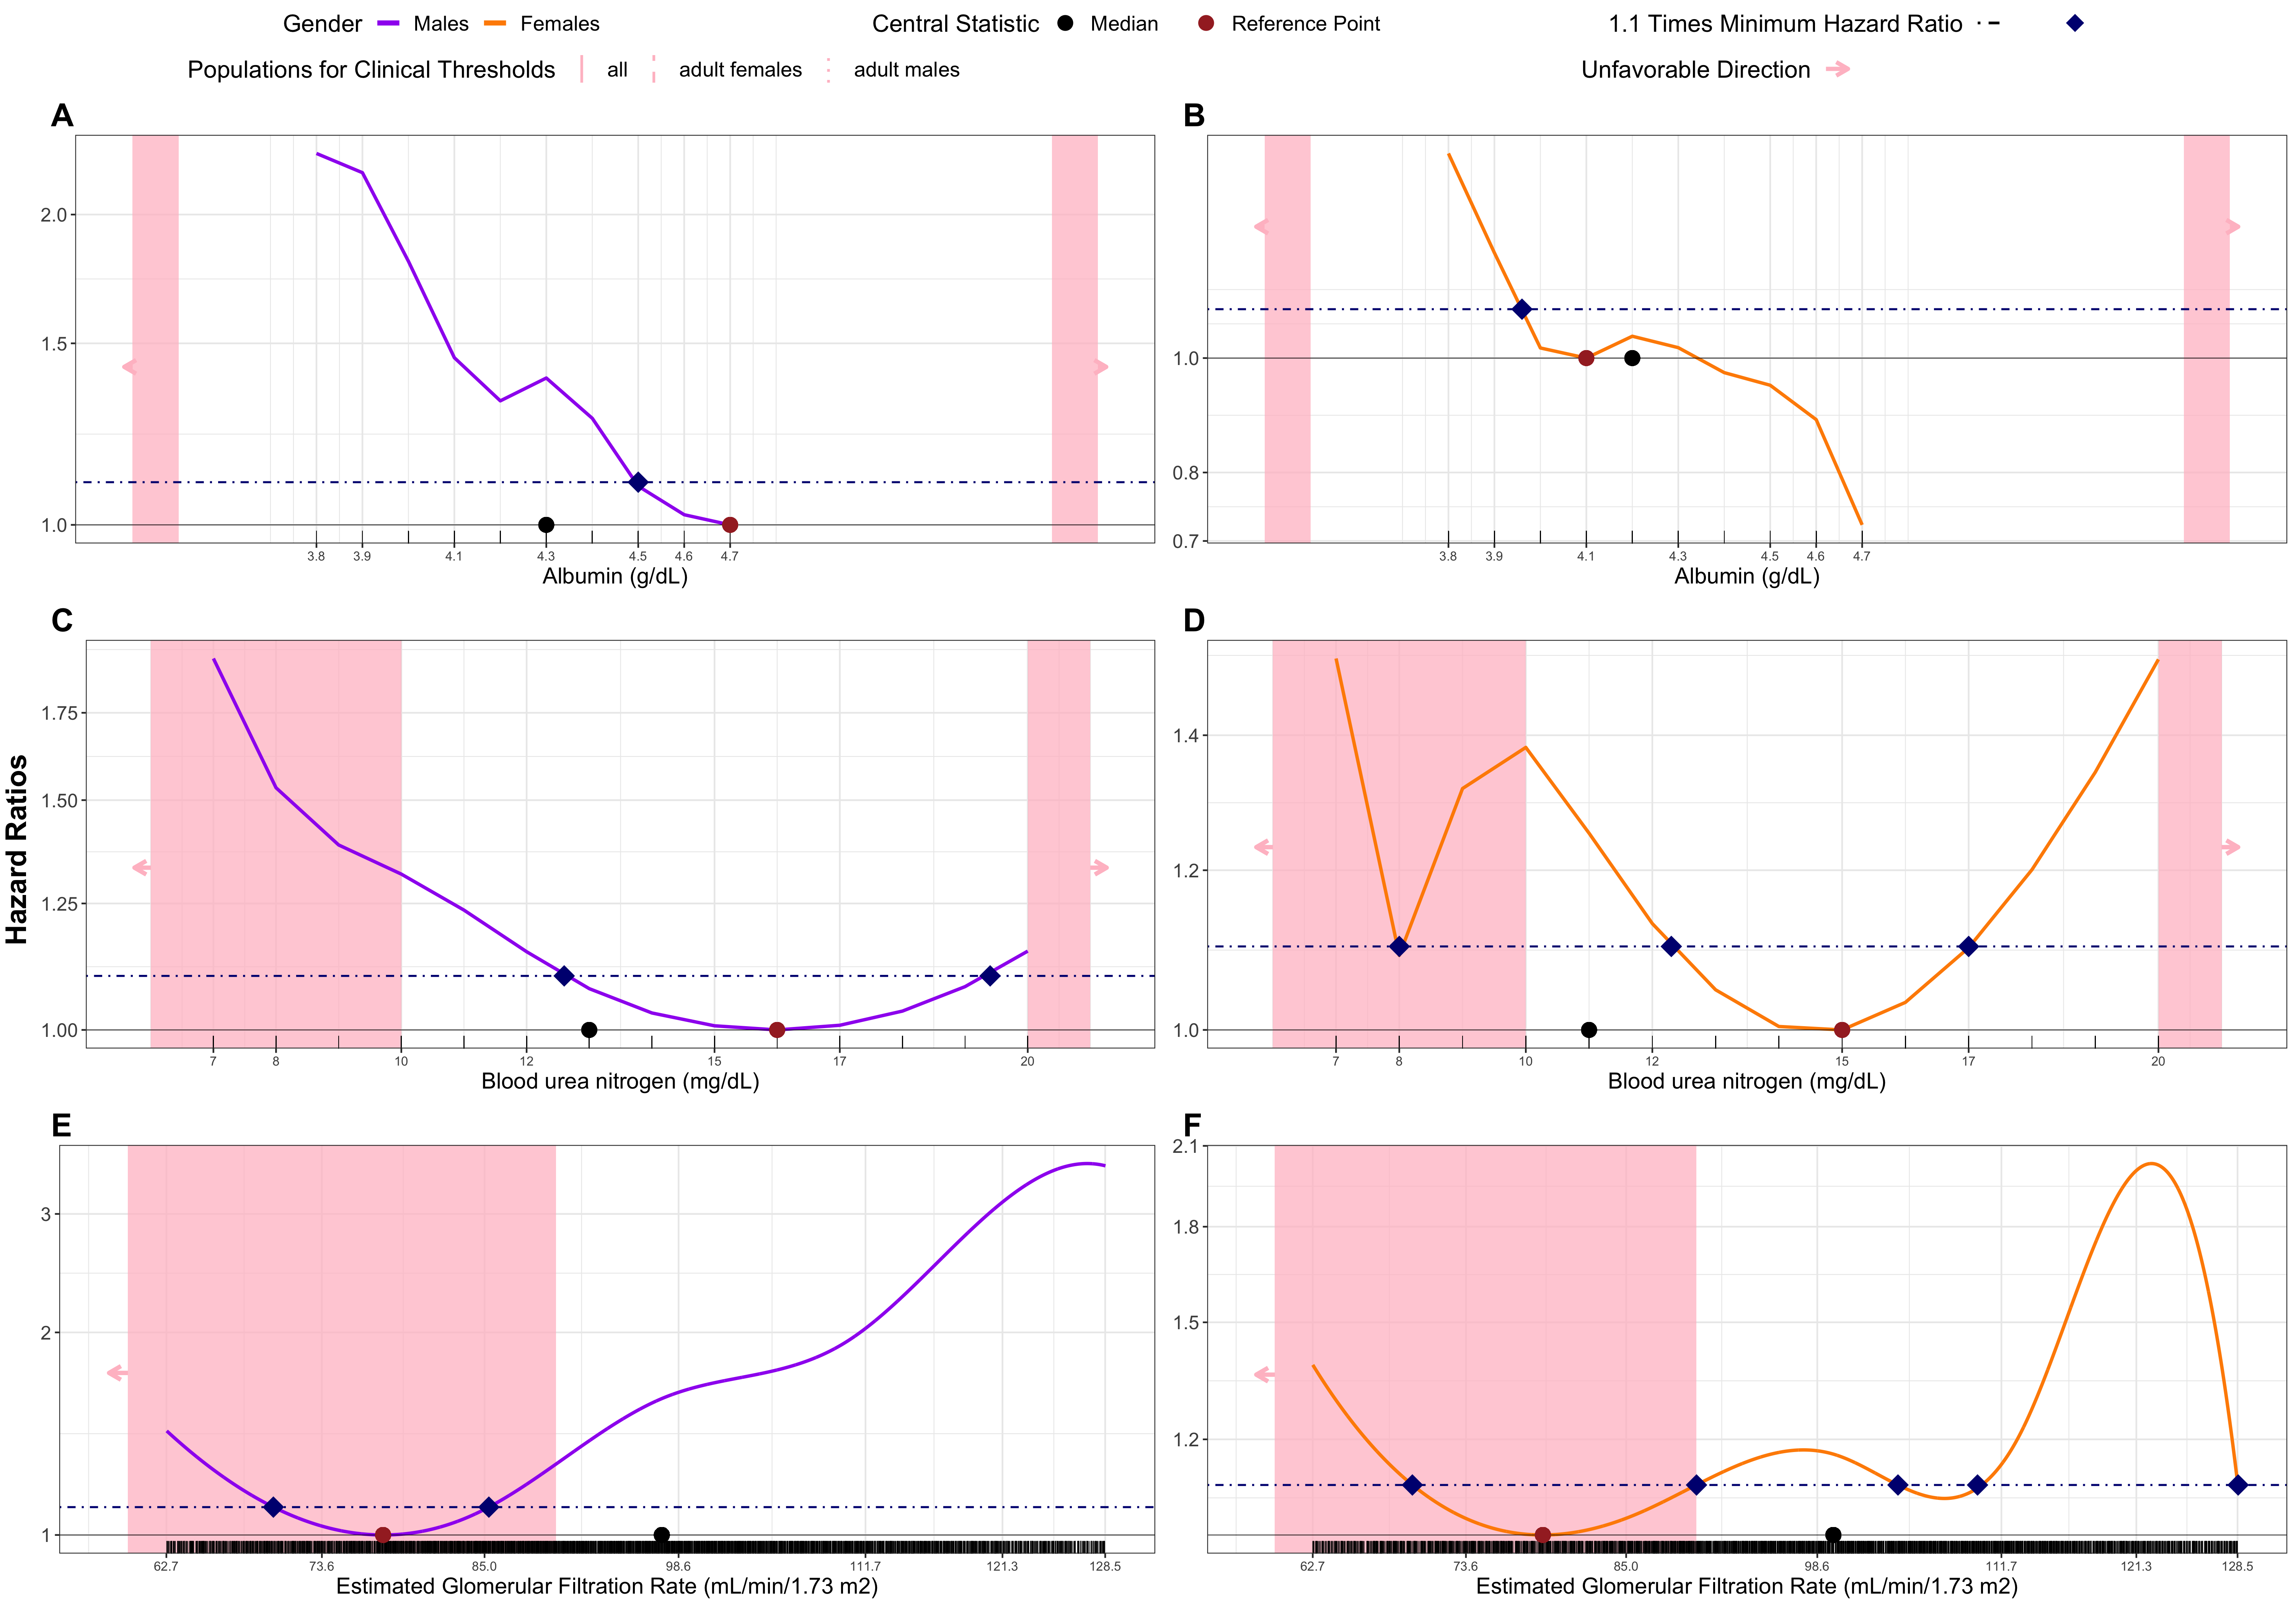 Gender Males Females Central Statistic Median Reference Point 1.1 Times Minimum Hazard Ratio
Populations for Clinical Thresholds all adult females adult males Unfavorable Direction
A
2.0
1.5
1.0
3.8 3.9 4.1 4.3 4.5 4.6 4.7
Albumin (g/dL)
B
1.0
0.8
0.7
3.8 3.9 4.1 4.3 4.5 4.6 4.7
Albumin (g/dL)
Hazard Ratios
C
1.75
1.50
1.25
1.00
7 8 10 12 15 17 20
Blood urea nitrogen (mg/dL)
D
1.4
1.2
1.0
7 8 10 12 15 17 20
Blood urea nitrogen (mg/dL)
E
3
2
1
62.7 73.6 85.0 98.6 111.7 121.3 128.5
Estimated Glomerular Filtration Rate (mL/min/1.73 m2)
F
2.1
1.8
1.5
1.2
62.7 73.6 85.0 98.6 111.7 121.3 128.5
Estimated Glomerular Filtration Rate (mL/min/1.73 m2)